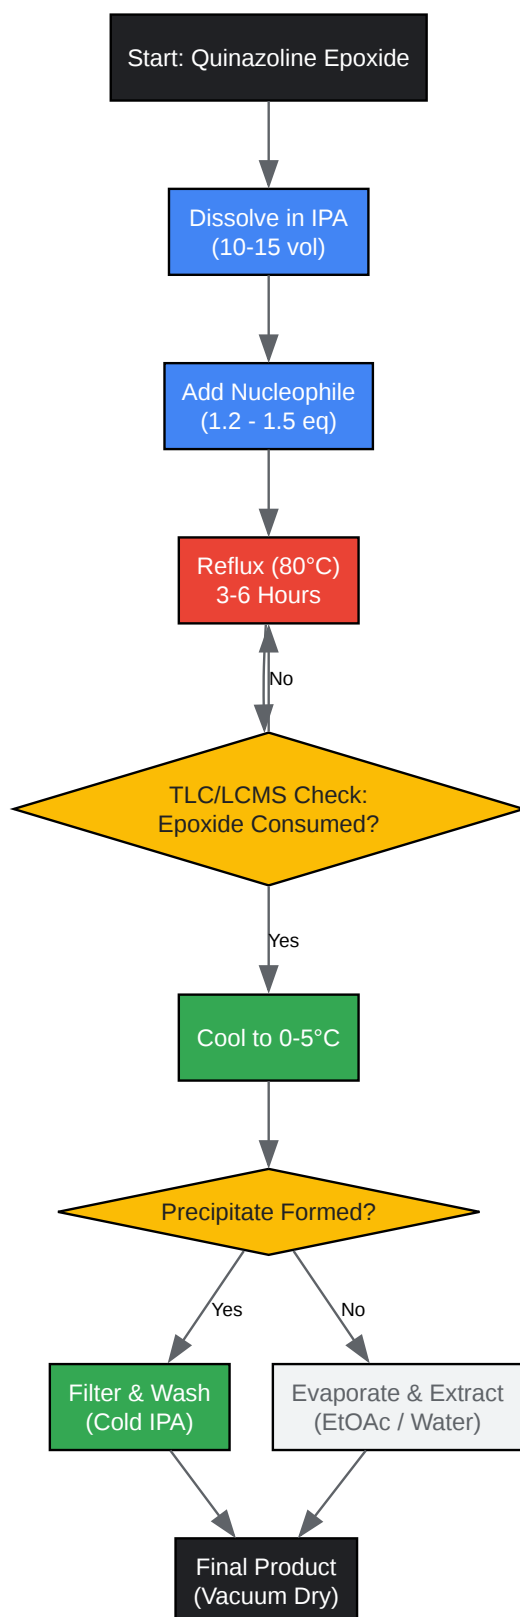 Start: Quinazoline Epoxide
Dissolve in IPA
(10-15 vol)
Add Nucleophile
(1.2 - 1.5 eq)
Reflux (80°C)
3-6 Hours
No
TLC/LCMS Check:
Epoxide Consumed?
Yes
Cool to 0-5°C
Precipitate Formed?
Yes
No
Filter & Wash
(Cold IPA)
Evaporate & Extract
(EtOAc / Water)
Final Product
(Vacuum Dry)